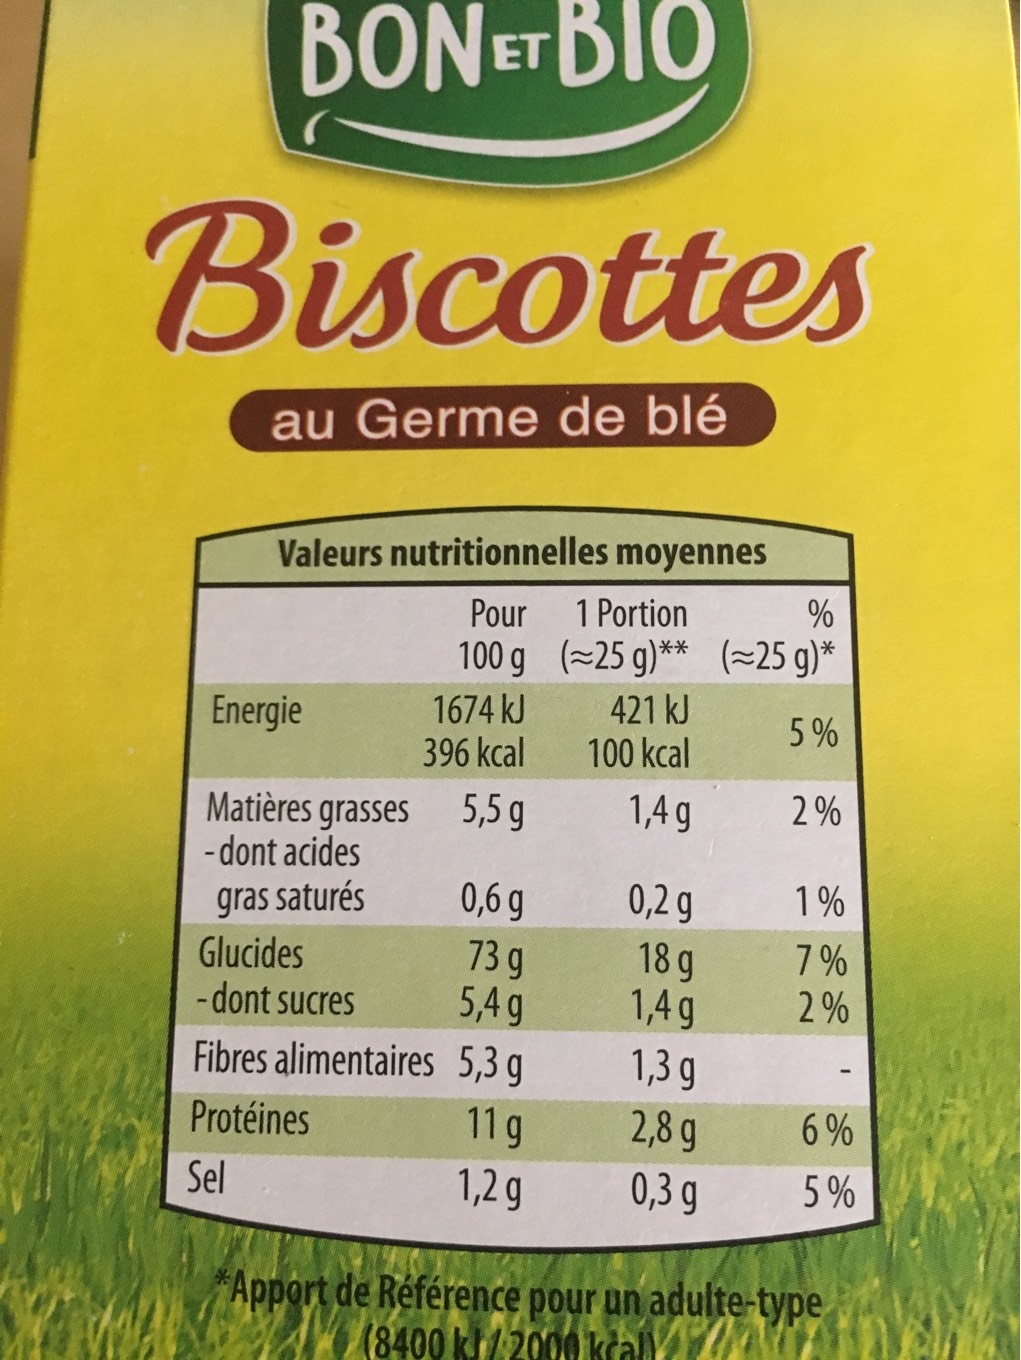 BON ET BIO
Biscottes
au Germe de blé
Valeurs nutritionnelles moyennes
Pour 1 Portion %
100 g (≈25 g)** (≈25 g)*
Energie 1674 kJ 421 kJ 5 %
396 kcal 100 kcal
Matières grasses 5,5 g 1,4 g 2 %
- dont acides
gras saturés 0,6 g 0,2 g 1 %
Glucides 73 g 18 g 7 %
- dont sucres 5,4 g 1,4 g 2 %
Fibres alimentaires 5,3 g 1,3 g -
Protéines 11 g 2,8 g 6 %
Sel 1,2 g 0,3 g 5 %
*Apport de Référence pour un adulte-type
(8400 kJ / 2000 kcal)